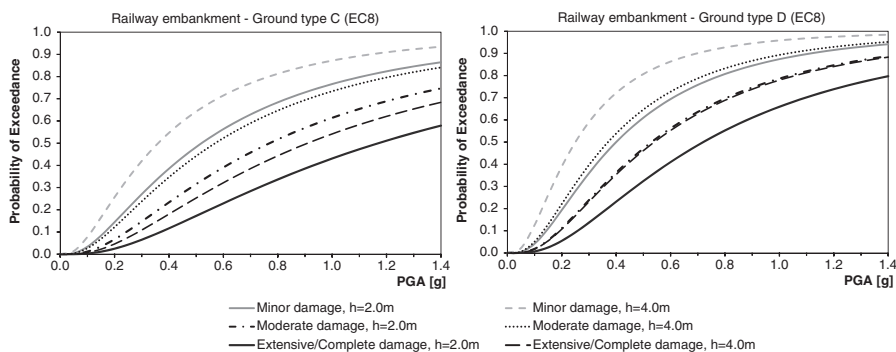 Railway embankment - Ground type C (EC8)
Probability of Exceedance
1.0
0.9
0.8
0.7
0.6
0.5
0.4
0.3
0.2
0.1
0.0
0.0 0.2 0.4 0.6 0.8 1.0 1.2 1.4
PGA [g]
Railway embankment - Ground type D (EC8)
Probability of Exceedance
1.0
0.9
0.8
0.7
0.6
0.5
0.4
0.3
0.2
0.1
0.0
0.0 0.2 0.4 0.6 0.8 1.0 1.2 1.4
PGA [g]
Minor damage, h=2.0m
Moderate damage, h=2.0m
Extensive/Complete damage, h=2.0m
Minor damage, h=4.0m
Moderate damage, h=4.0m
Extensive/Complete damage, h=4.0m